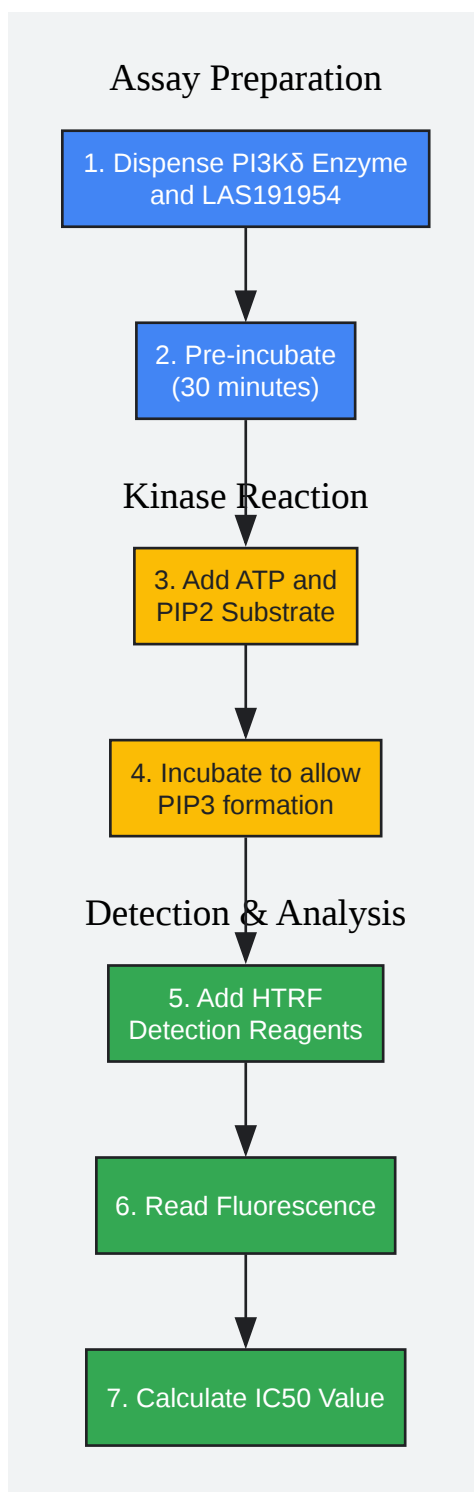 Assay Preparation
1. Dispense PI3Kδ Enzyme
and LAS191954
2. Pre-incubate
(30 minutes)
Kinase Reaction
3. Add ATP and
PIP2 Substrate
4. Incubate to allow
PIP3 formation
Detection & Analysis
5. Add HTRF
Detection Reagents
6. Read Fluorescence
7. Calculate IC50 Value